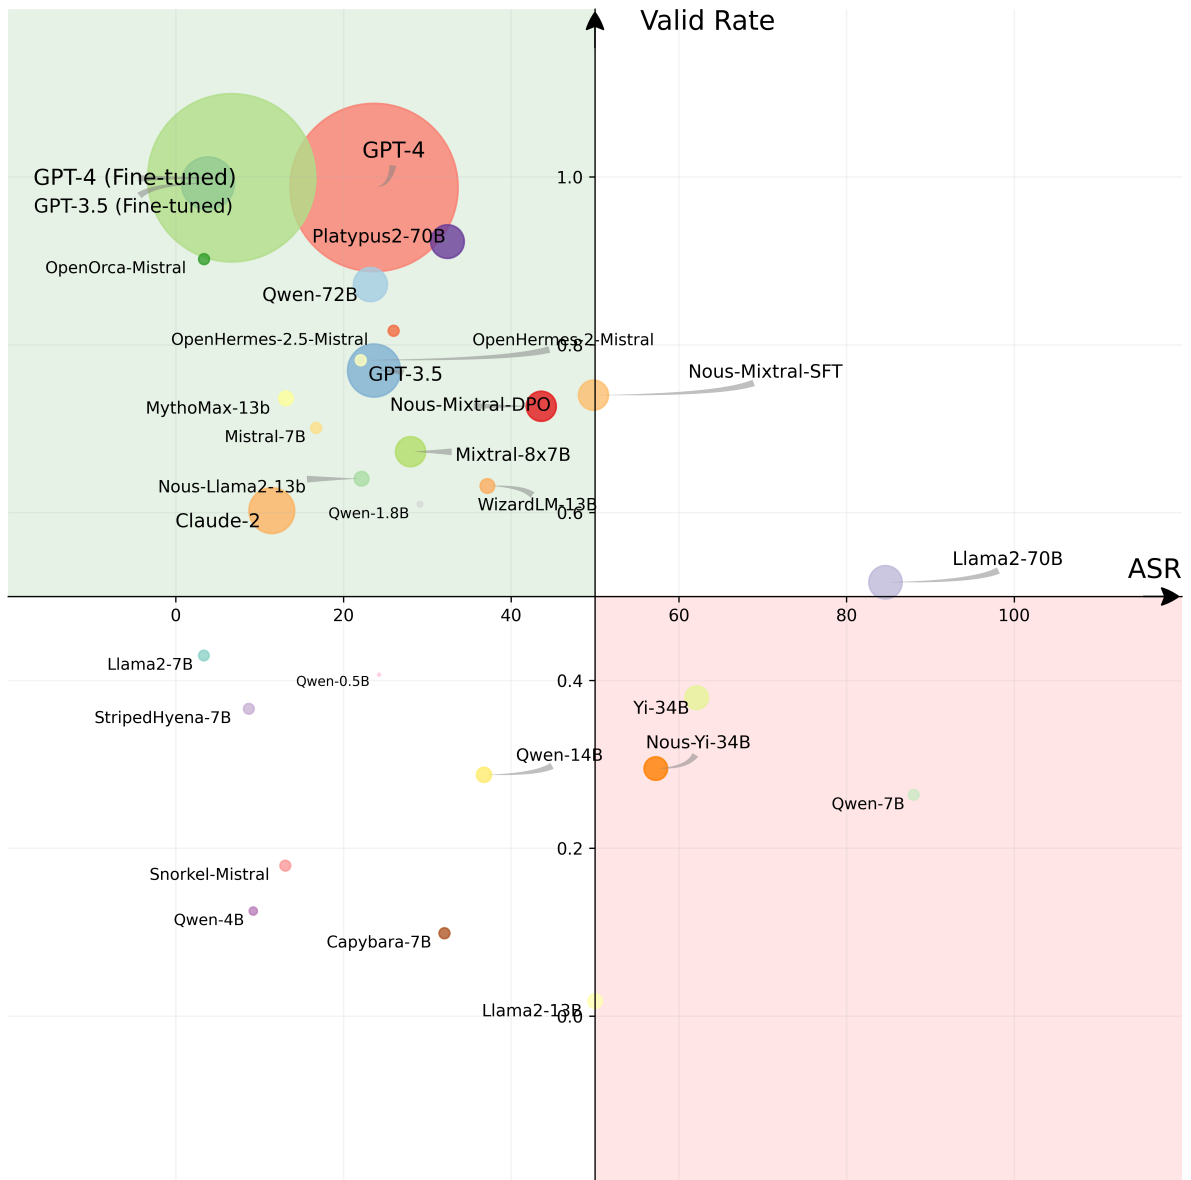 Valid Rate
GPT-4
GPT-4 (Fine-tuned)
1.0
GPT-3.5 (Fine-tuned)
Platypus2-70B
OpenOrca-Mistral
Qwen-72B
OpenHermes-2.5-Mistral
OpenHermes-2-Mistral
0.8
GPT-3.5
Nous-Mixtral-SFT
MythoMax-13b
Nous-Mixtral-DPO
Mistral-7B
Mixtral-8x7B
Nous-Llama2-13b
WizardLM-13B
Qwen-1.8B
0.6
Claude-2
Llama2-70B
ASR
0
20
40
60
80
100
Llama2-7B
Qwen-0.5B
0.4
StripedHyena-7B
Yi-34B
Nous-Yi-34B
Qwen-14B
Qwen-7B
0.2
Snorkel-Mistral
Qwen-4B
Capybara-7B
Llama2-13B
0.0